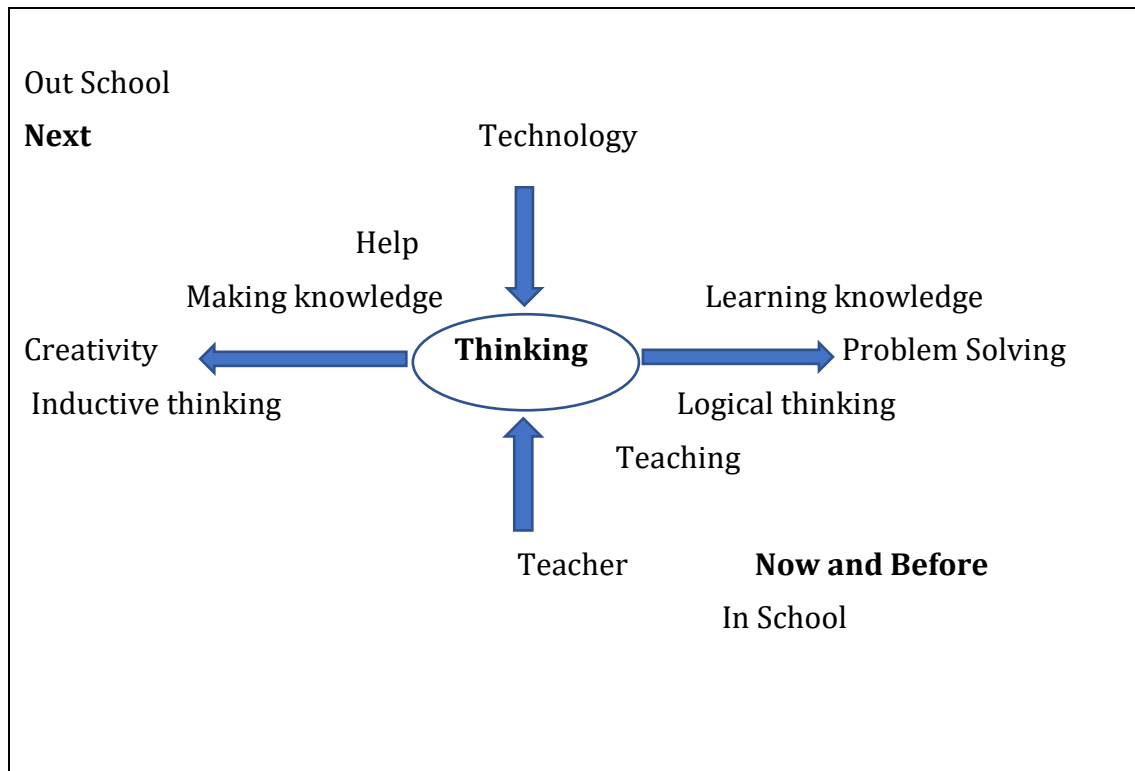 Out School
Next Technology
Help
Making knowledge Learning knowledge
Creativity Thinking Problem Solving
Inductive thinking Logical thinking
Teaching
Teacher Now and Before
In School